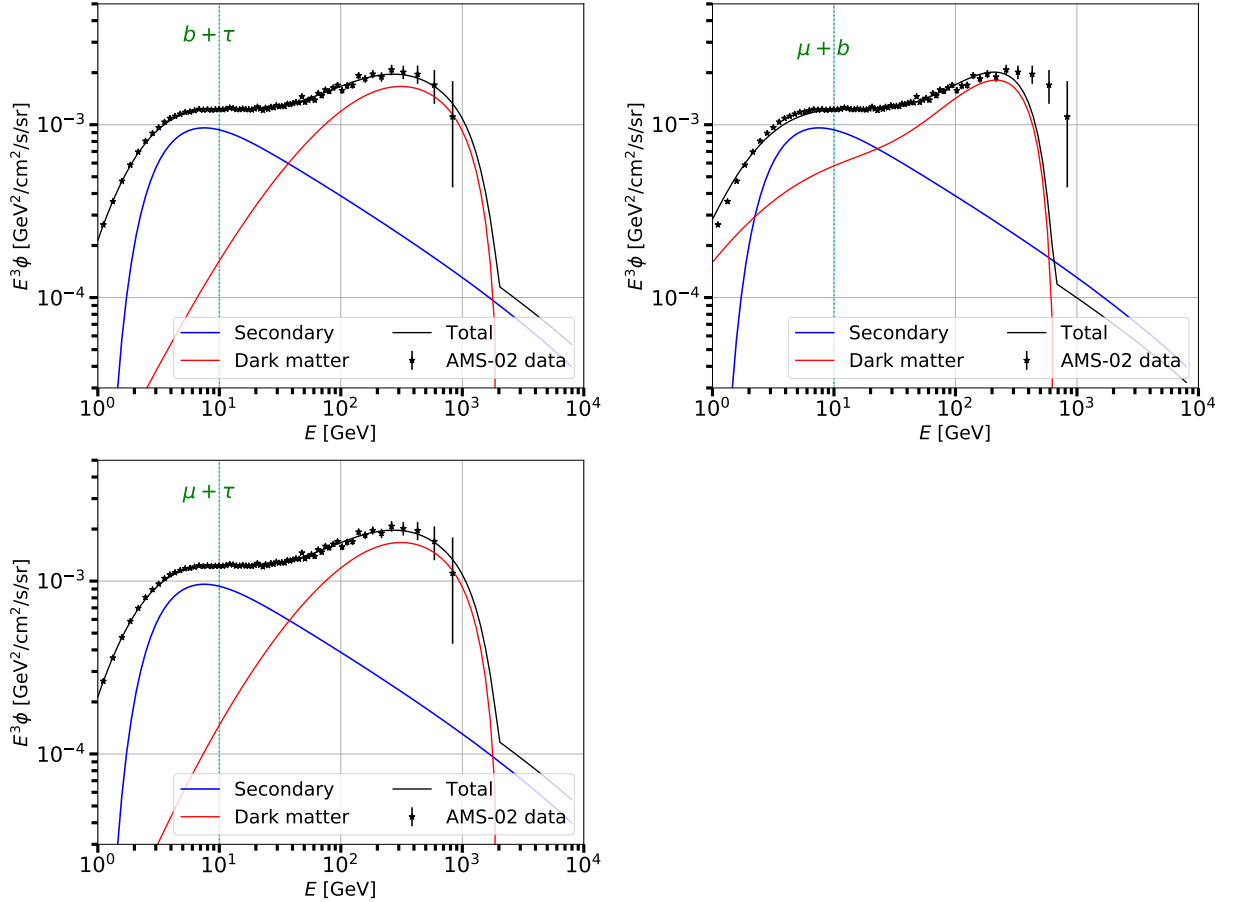 b + τ
10⁻³
10⁻⁴
E³ϕ [GeV²/cm²/s/sr]
Secondary
Dark matter
Total
AMS-02 data
10⁰ 10¹ 10² 10³ 10⁴
E [GeV]
μ + b
10⁻³
10⁻⁴
E³ϕ [GeV²/cm²/s/sr]
Secondary
Dark matter
Total
AMS-02 data
10⁰ 10¹ 10² 10³ 10⁴
E [GeV]
μ + τ
10⁻³
10⁻⁴
E³ϕ [GeV²/cm²/s/sr]
Secondary
Dark matter
Total
AMS-02 data
10⁰ 10¹ 10² 10³ 10⁴
E [GeV]